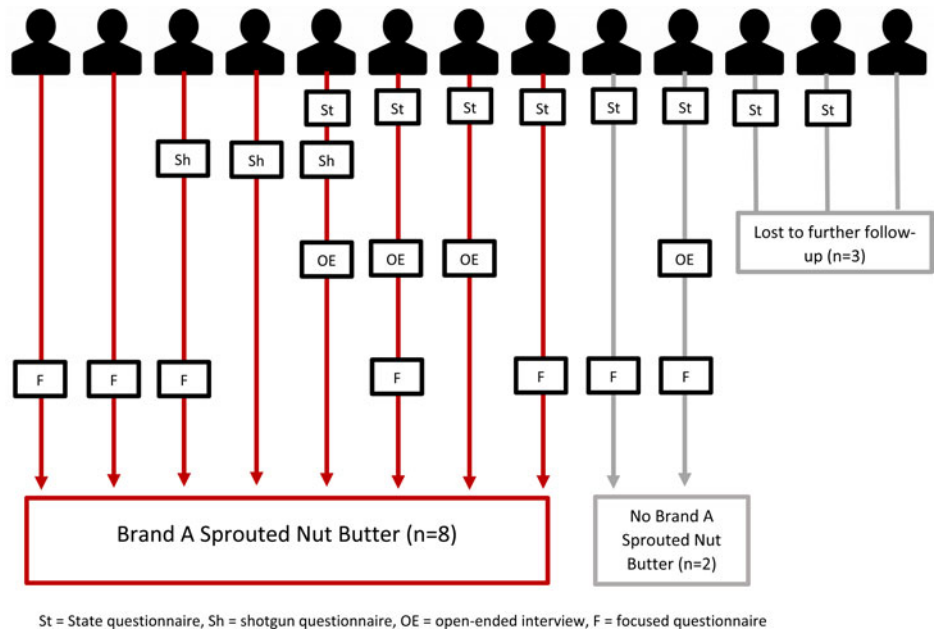 St St St St St St St St
Sh Sh Sh
Lost to further follow-
up (n=3)
OE OE OE OE
F F F F F F F
Brand A Sprouted Nut Butter (n=8)
No Brand A
Sprouted Nut
Butter (n=2)
St = State questionnaire, Sh = shotgun questionnaire, OE = open-ended interview, F = focused questionnaire